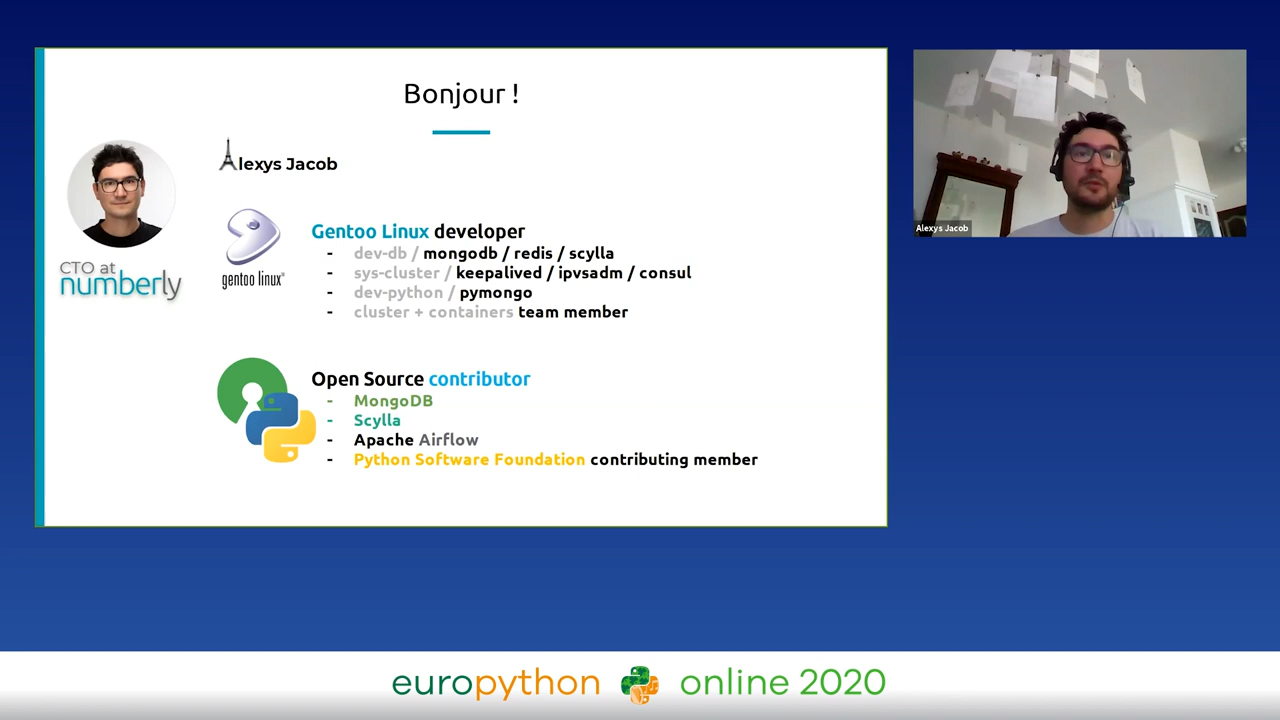 Bonjour !
Alexys Jacob
CTO at
numberly
gentoo linux™
Gentoo Linux developer
- dev-db / mongodb / redis / scylla
- sys-cluster / keepalived / ipvsadm / consul
- dev-python / pymongo
- cluster + containers team member
Open Source contributor
- MongoDB
- Scylla
- Apache Airflow
- Python Software Foundation contributing member
Alexys Jacob
europython online 2020